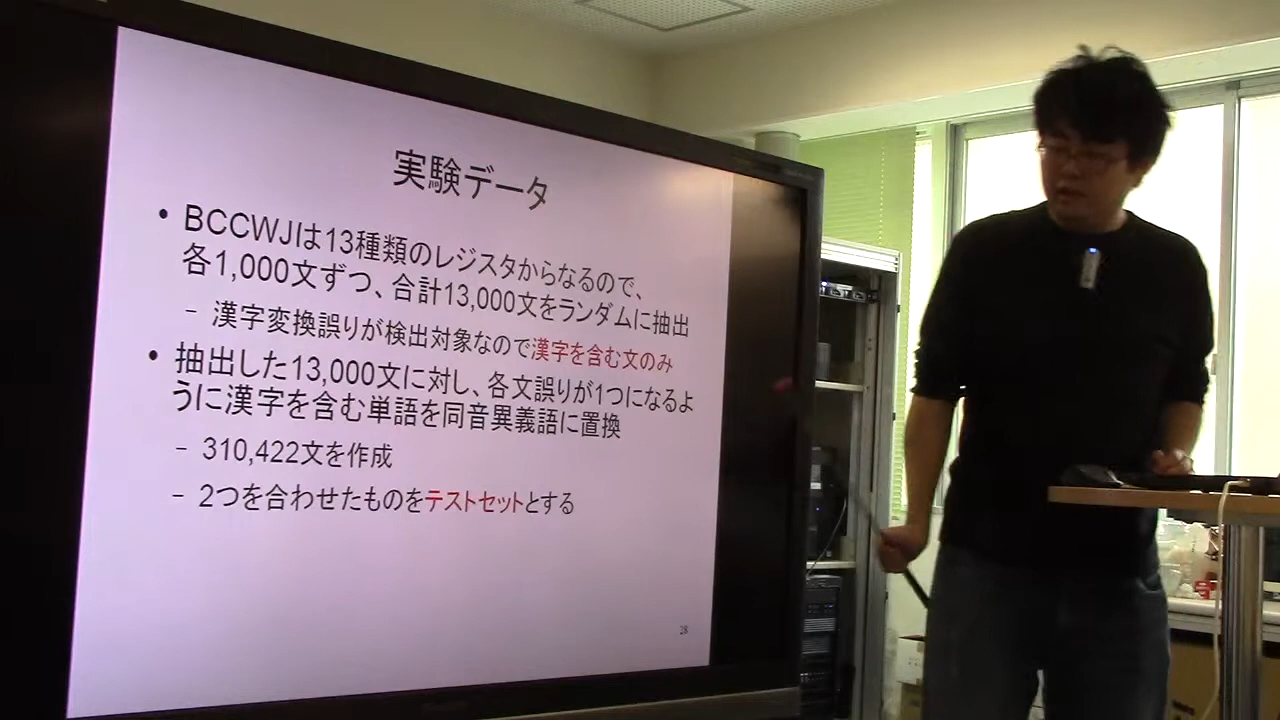 実験データ
• BCCWJは13種類のレジスタからなるので、
各1,000文ずつ、合計13,000文をランダムに抽出
– 漢字変換誤りが検出対象なので漢字を含む文のみ
• 抽出した13,000文に対し、各文誤りが1つになるよ
うに漢字を含む単語を同音異義語に置換
– 310,422文を作成
– 2つを合わせたものをテストセットとする
28